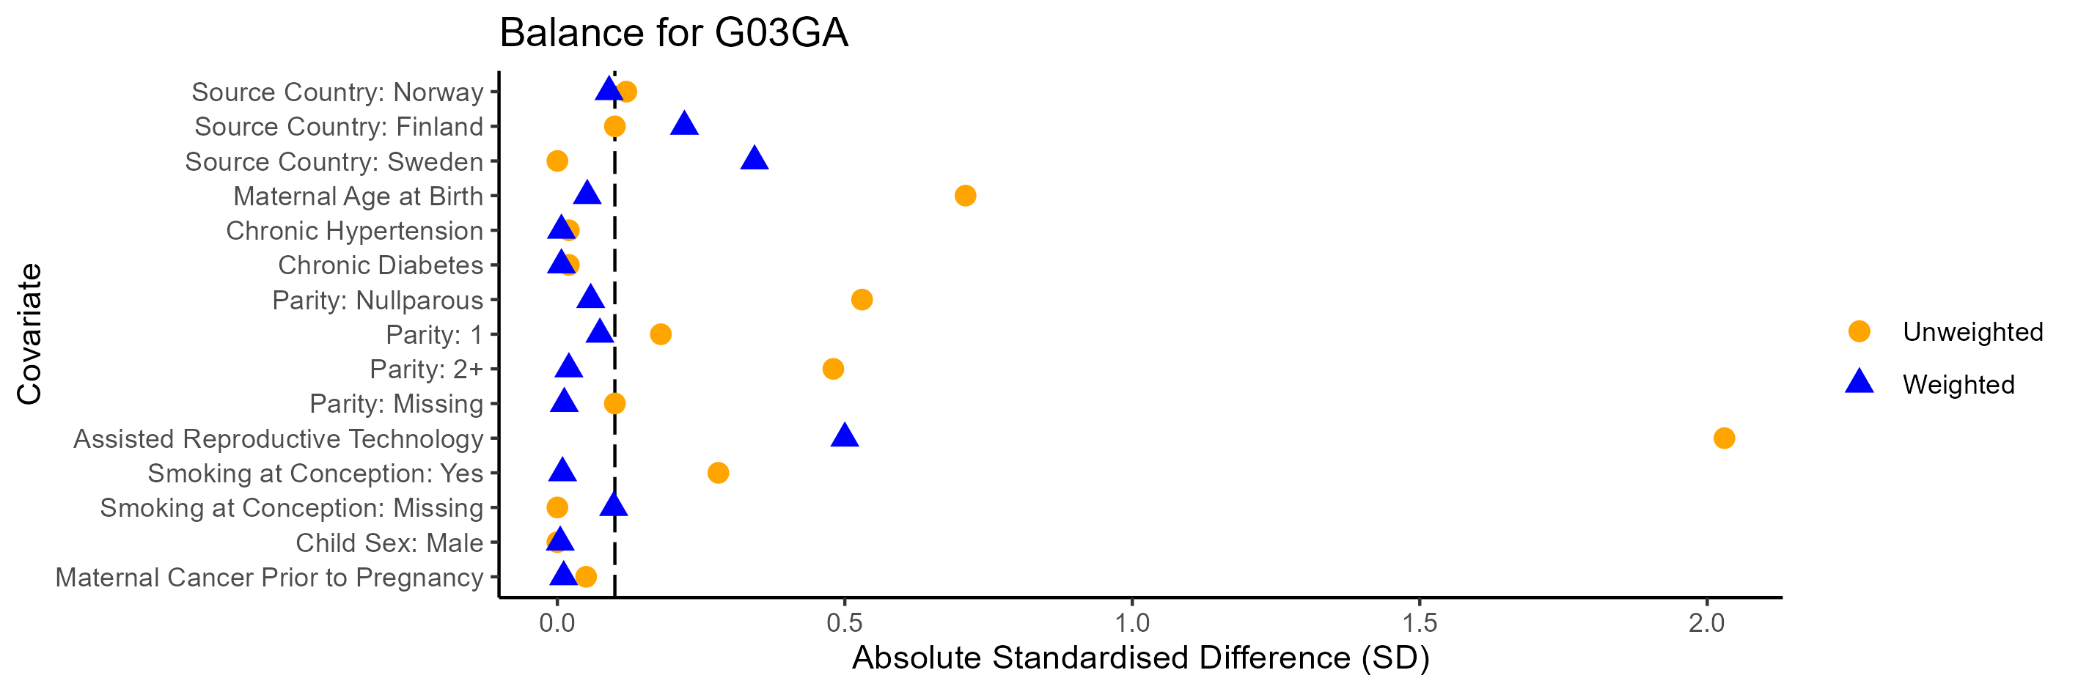 Balance for G03GA
Covariate
Source Country: Norway
Source Country: Finland
Source Country: Sweden
Maternal Age at Birth
Chronic Hypertension
Chronic Diabetes
Parity: Nullparous
Parity: 1
Parity: 2+
Parity: Missing
Assisted Reproductive Technology
Smoking at Conception: Yes
Smoking at Conception: Missing
Child Sex: Male
Maternal Cancer Prior to Pregnancy
0.0 0.5 1.0 1.5 2.0
Absolute Standardised Difference (SD)
Unweighted
Weighted